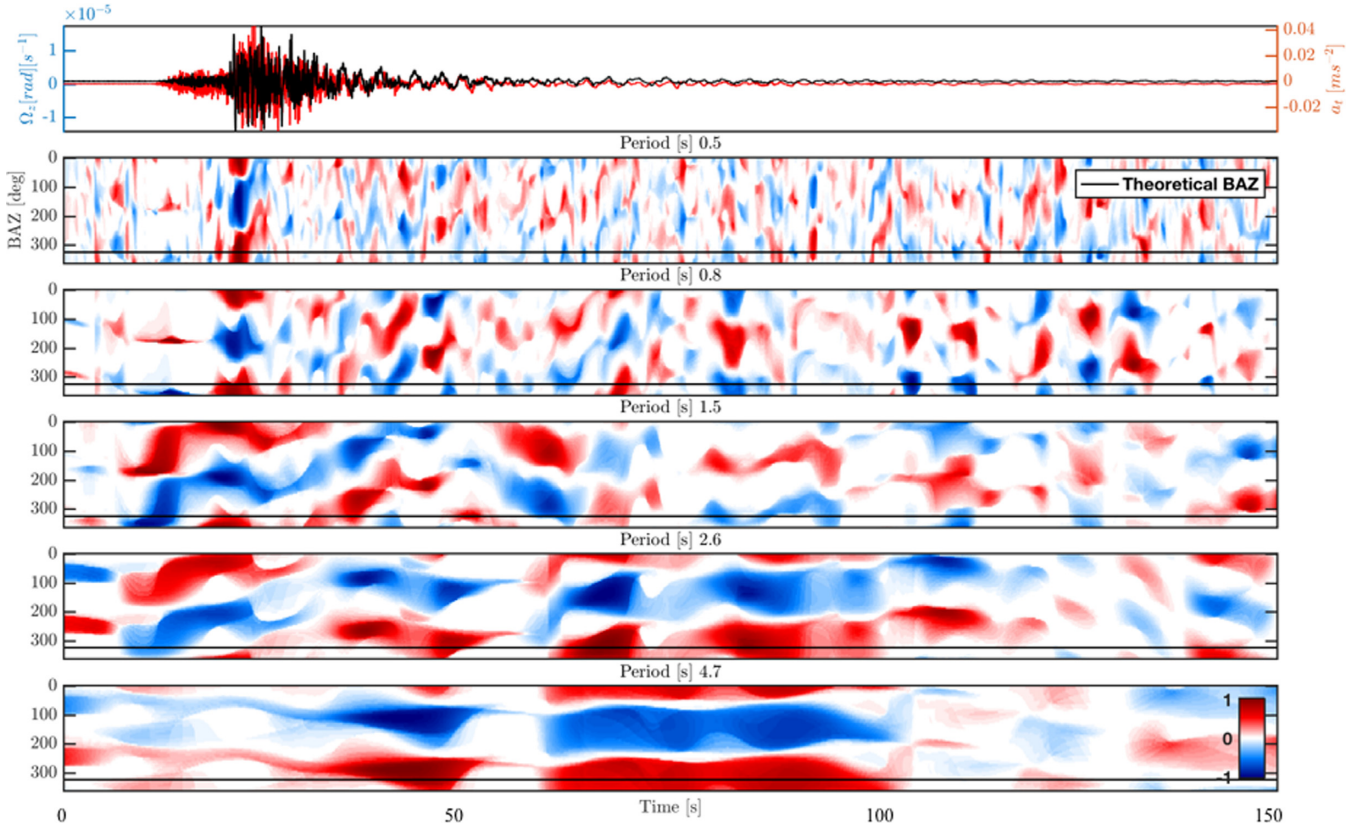 ×10⁻⁵
Ω_z[rad][s⁻¹]
1
0
-1
0.04
0.02
0
-0.02
a_t [ms⁻²]
Period [s] 0.5
BAZ [deg]
0
100
200
300
Theoretical BAZ
Period [s] 0.8
0
100
200
300
Period [s] 1.5
0
100
200
300
Period [s] 2.6
0
100
200
300
Period [s] 4.7
0
100
200
300
1
0
-1
0 50 100 150
Time [s]